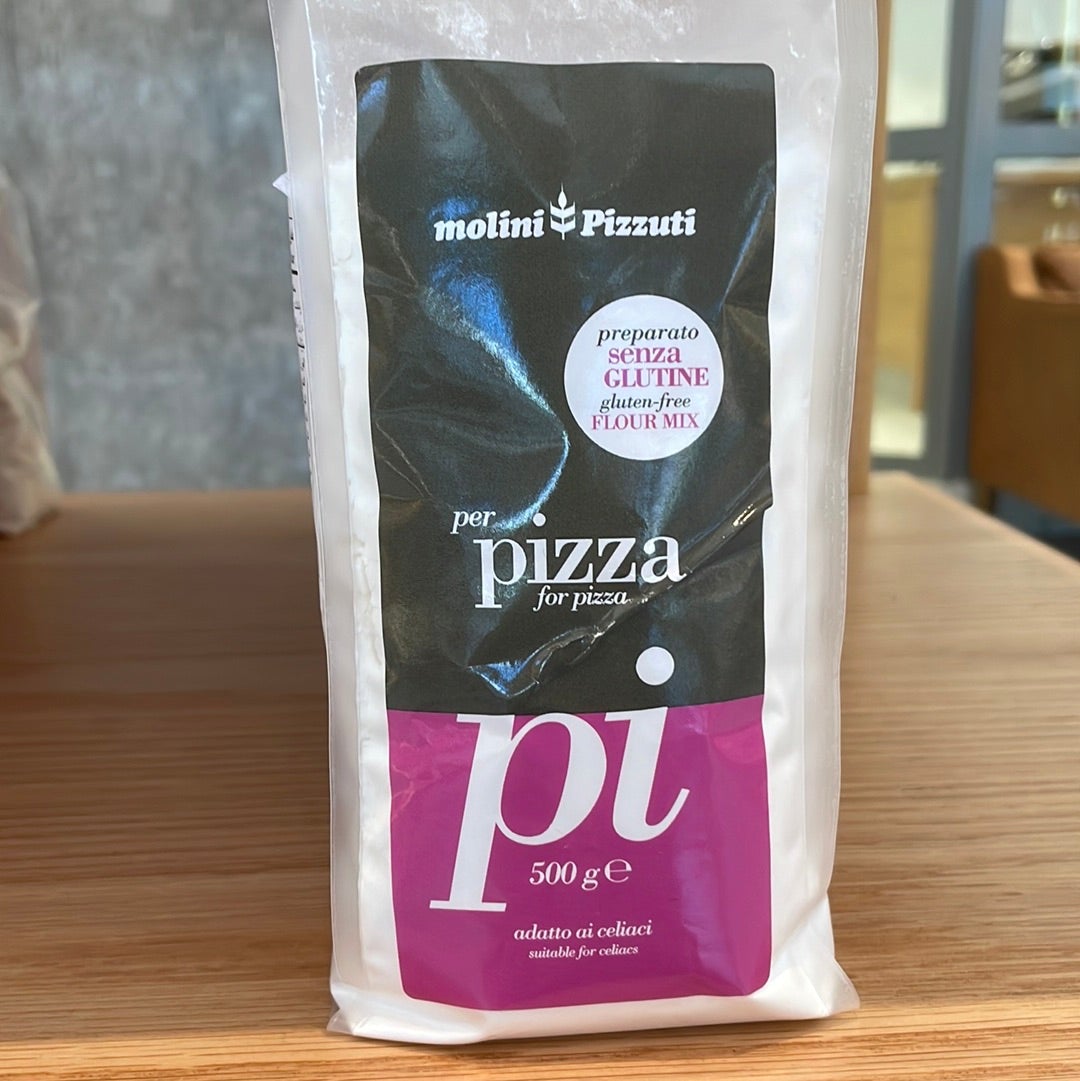 molini Pizzuti
preparato
senza
GLUTINE
gluten-free
FLOUR MIX
per
pizza
for pizza
pi
500 g ℮
adatto ai celiaci
suitable for celiacs